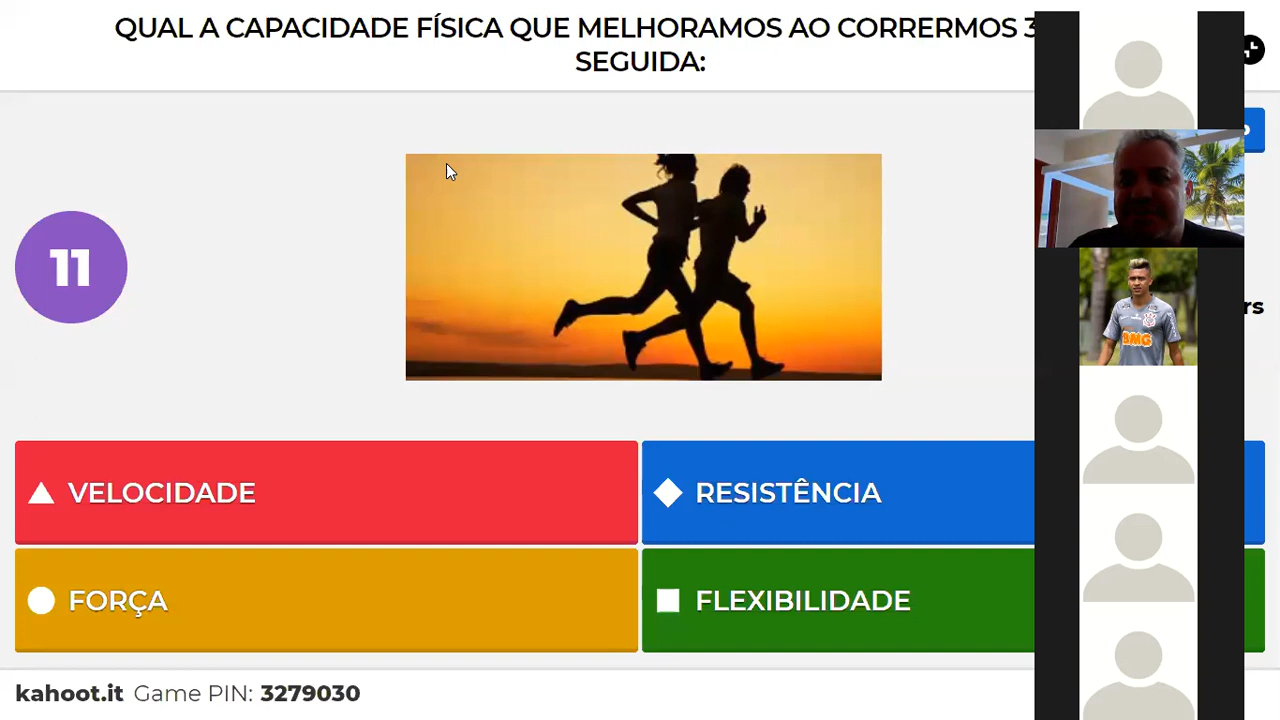 QUAL A CAPACIDADE FÍSICA QUE MELHORAMOS AO CORRERMOS 3
SEGUIDA:
11
VELOCIDADE
RESISTÊNCIA
FORÇA
FLEXIBILIDADE
BMG
kahoot.it Game PIN: 3279030